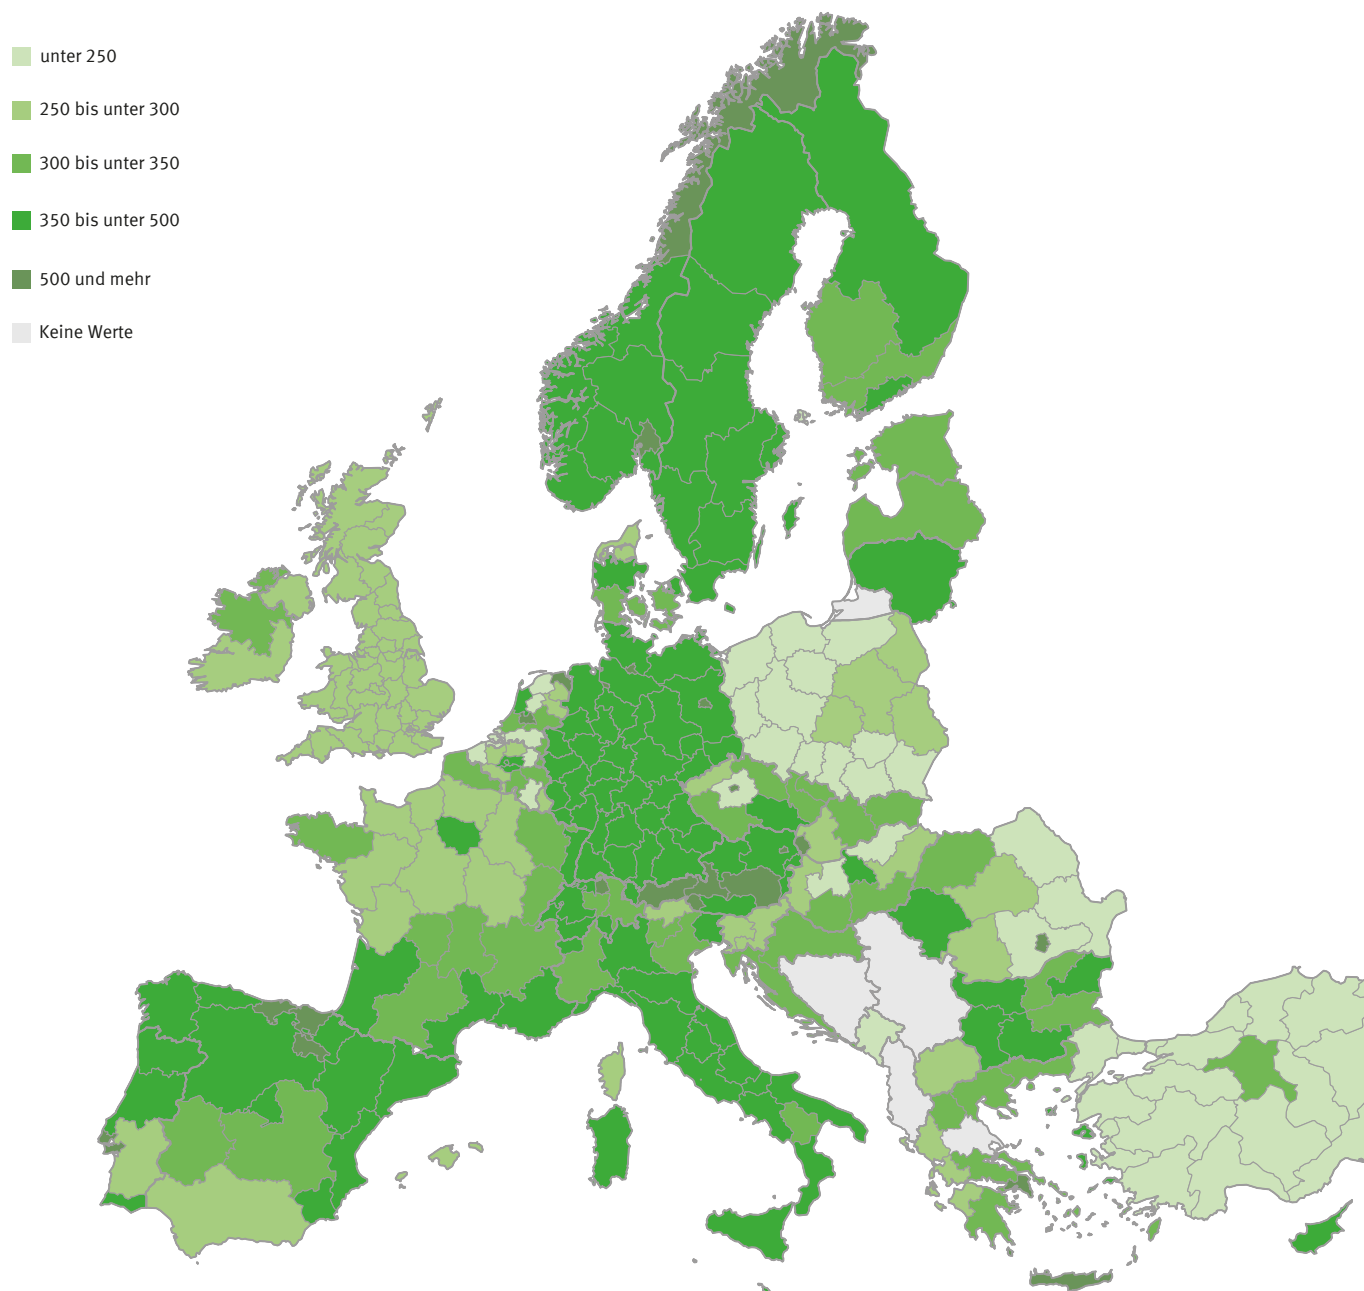 unter 250
250 bis unter 300
300 bis unter 350
350 bis unter 500
500 und mehr
Keine Werte